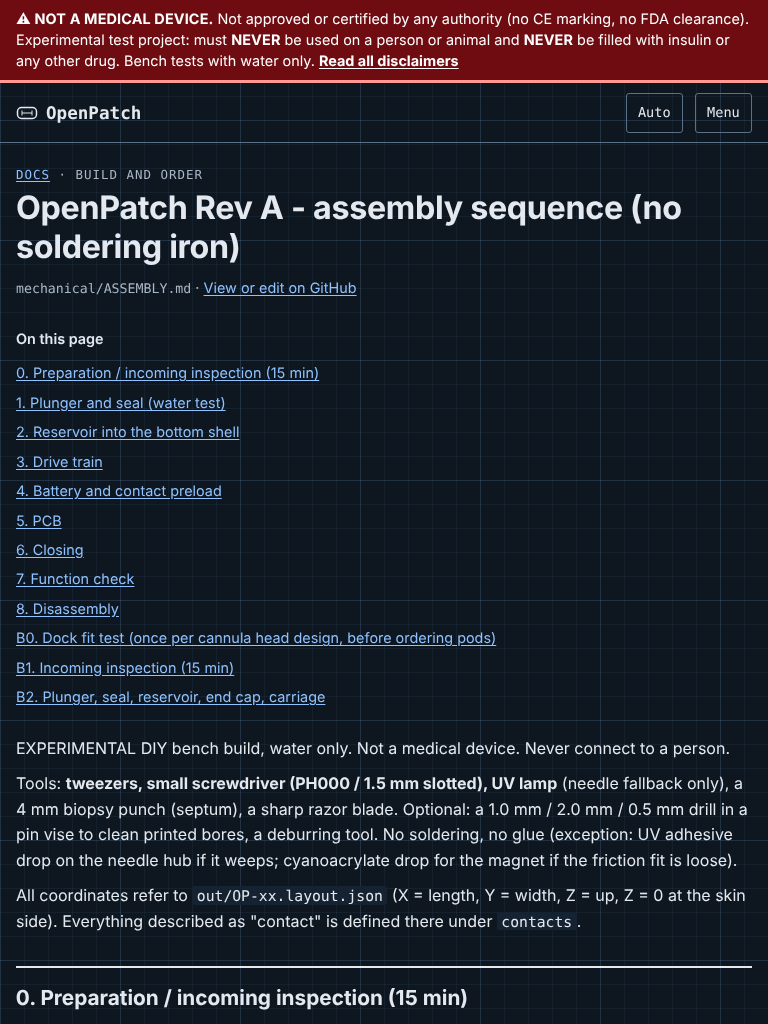 ⚠ NOT A MEDICAL DEVICE. Not approved or certified by any authority (no CE marking, no FDA clearance).
Experimental test project: must NEVER be used on a person or animal and NEVER be filled with insulin or
any other drug. Bench tests with water only. Read all disclaimers
OpenPatch
Auto
Menu
DOCS · BUILD AND ORDER
OpenPatch Rev A - assembly sequence (no
soldering iron)
mechanical/ASSEMBLY.md · View or edit on GitHub
On this page
0. Preparation / incoming inspection (15 min)
1. Plunger and seal (water test)
2. Reservoir into the bottom shell
3. Drive train
4. Battery and contact preload
5. PCB
6. Closing
7. Function check
8. Disassembly
B0. Dock fit test (once per cannula head design, before ordering pods)
B1. Incoming inspection (15 min)
B2. Plunger, seal, reservoir, end cap, carriage
EXPERIMENTAL DIY bench build, water only. Not a medical device. Never connect to a person.
Tools: tweezers, small screwdriver (PH000 / 1.5 mm slotted), UV lamp (needle fallback only), a
4 mm biopsy punch (septum), a sharp razor blade. Optional: a 1.0 mm / 2.0 mm / 0.5 mm drill in a
pin vise to clean printed bores, a deburring tool. No soldering, no glue (exception: UV adhesive
drop on the needle hub if it weeps; cyanoacrylate drop for the magnet if the friction fit is loose).
All coordinates refer to out/OP-xx.layout.json (X = length, Y = width, Z = up, Z = 0 at the skin
side). Everything described as "contact" is defined there under contacts.
0. Preparation / incoming inspection (15 min)